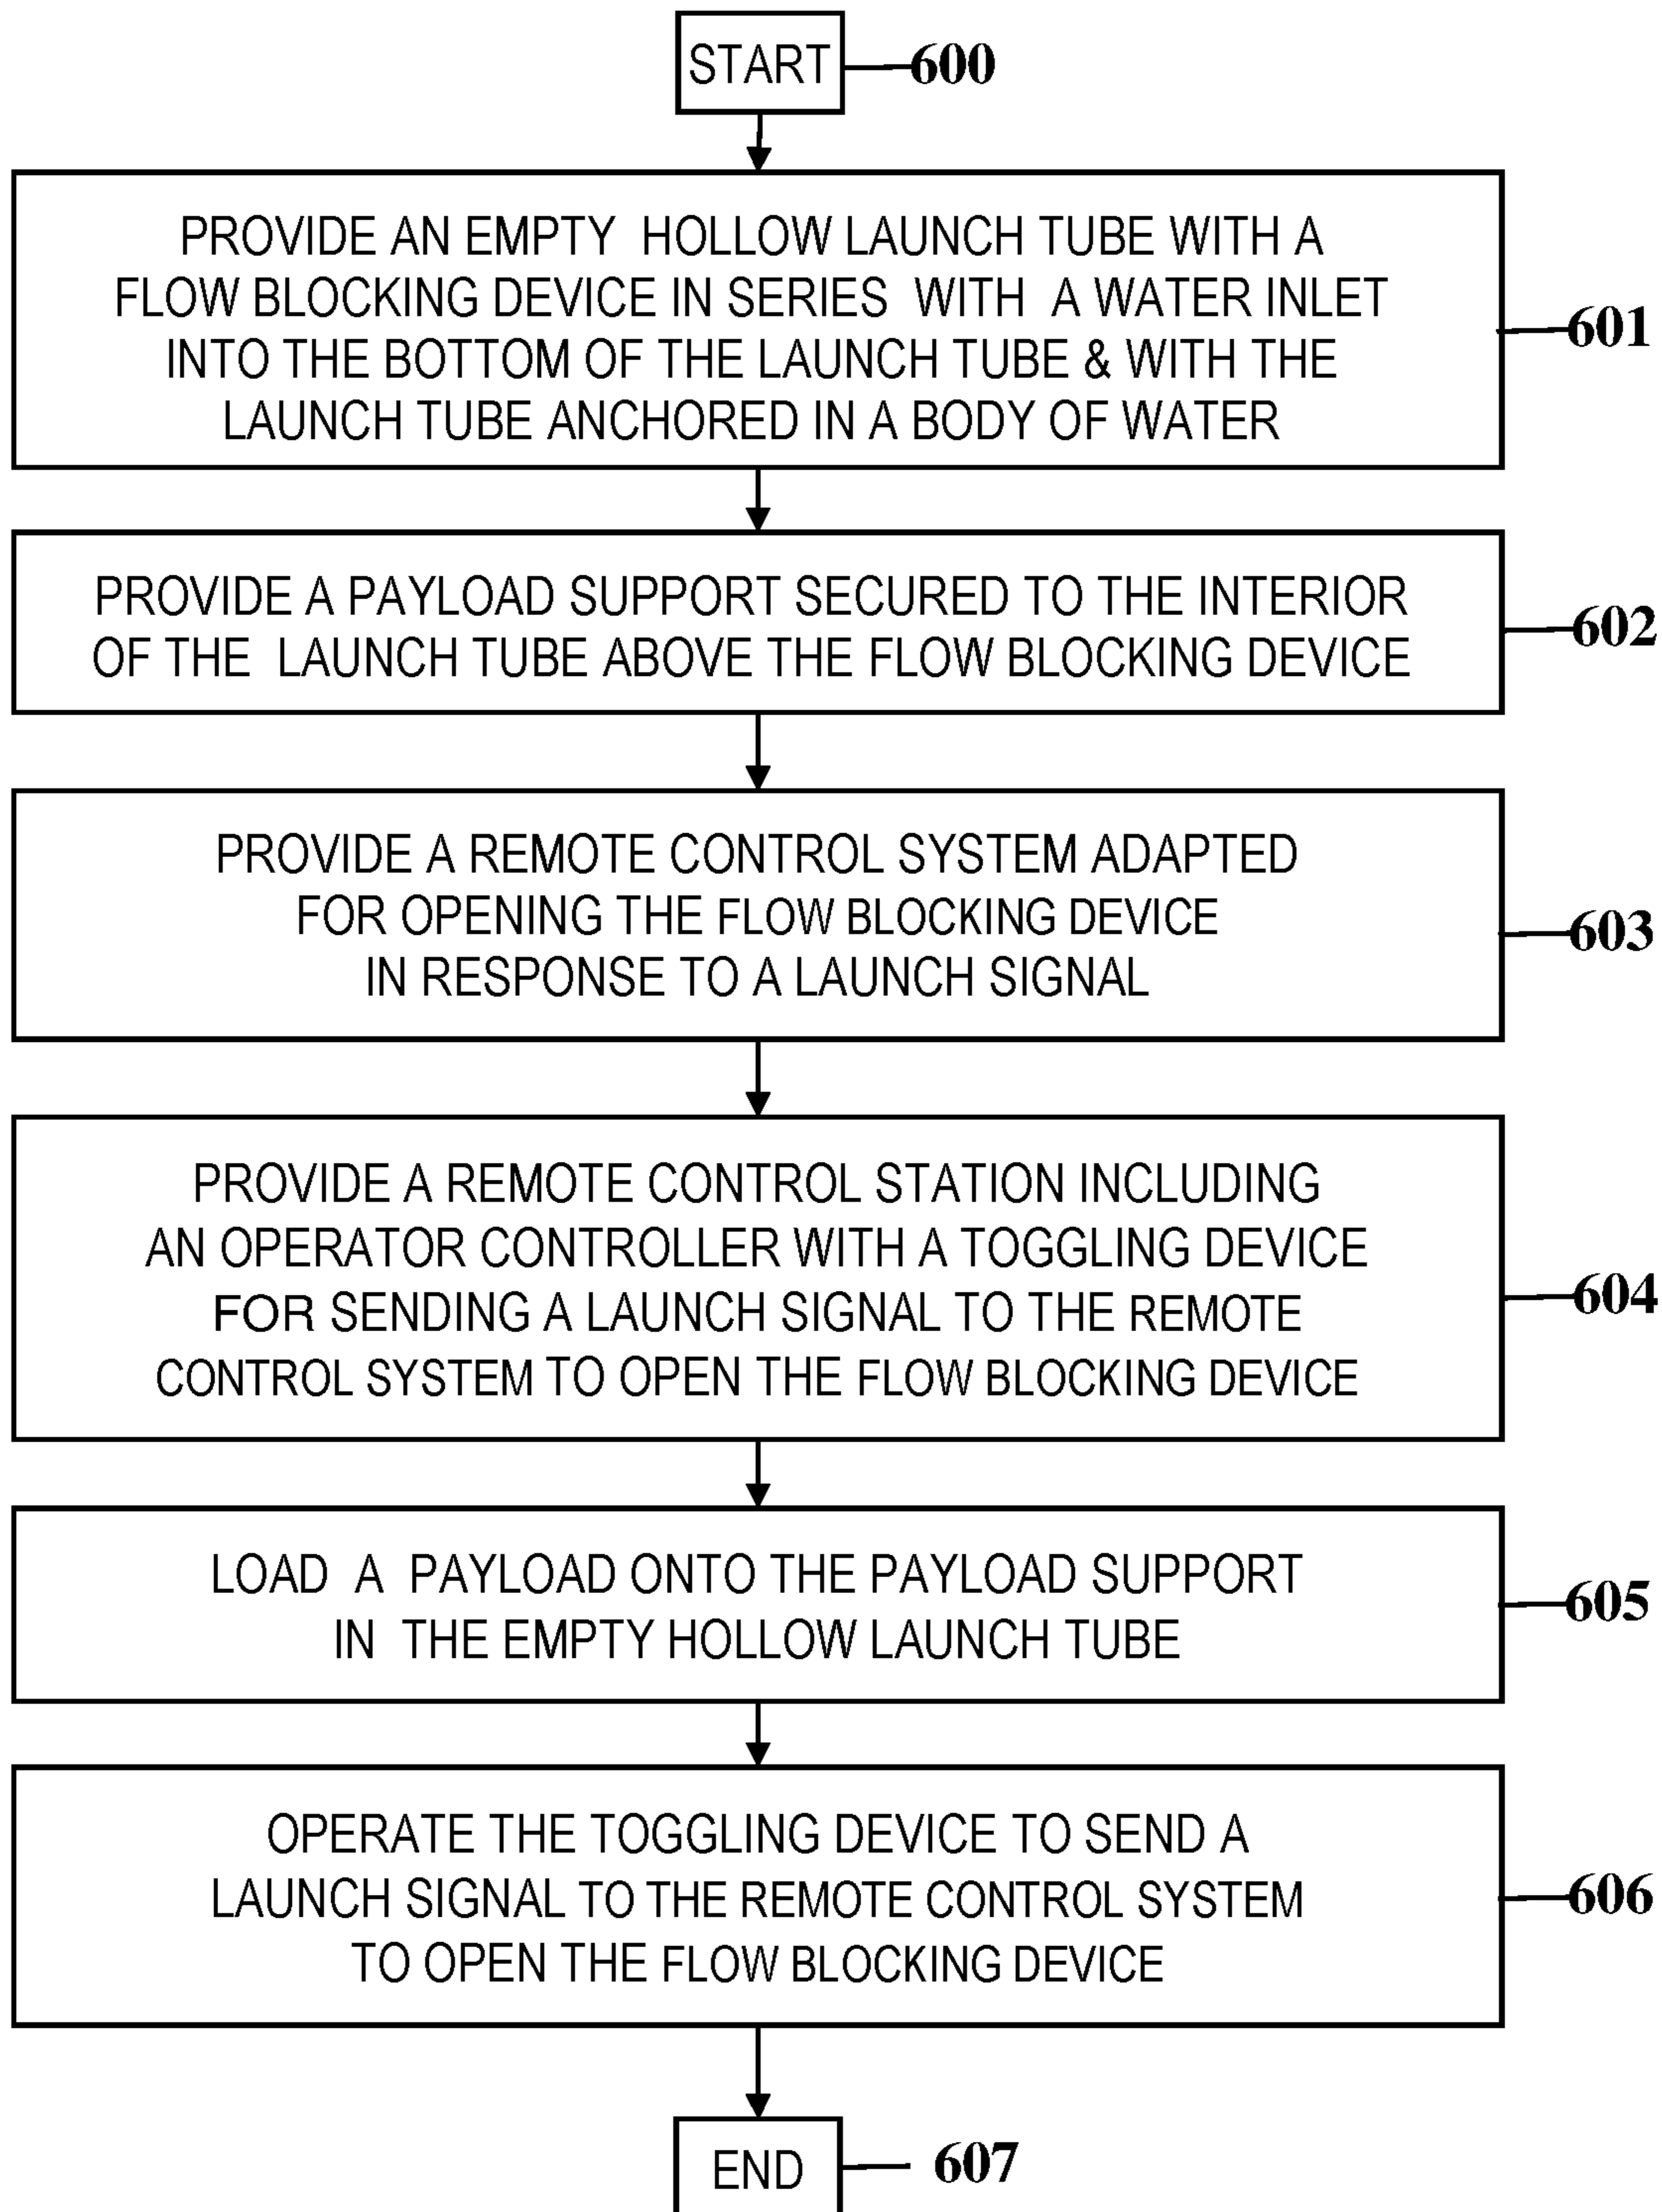 START
600
PROVIDE AN EMPTY HOLLOW LAUNCH TUBE WITH A
FLOW BLOCKING DEVICE IN SERIES WITH A WATER INLET
INTO THE BOTTOM OF THE LAUNCH TUBE & WITH THE
LAUNCH TUBE ANCHORED IN A BODY OF WATER
601
PROVIDE A PAYLOAD SUPPORT SECURED TO THE INTERIOR
OF THE LAUNCH TUBE ABOVE THE FLOW BLOCKING DEVICE
602
PROVIDE A REMOTE CONTROL SYSTEM ADAPTED
FOR OPENING THE FLOW BLOCKING DEVICE
IN RESPONSE TO A LAUNCH SIGNAL
603
PROVIDE A REMOTE CONTROL STATION INCLUDING
AN OPERATOR CONTROLLER WITH A TOGGLING DEVICE
FOR SENDING A LAUNCH SIGNAL TO THE REMOTE
CONTROL SYSTEM TO OPEN THE FLOW BLOCKING DEVICE
604
LOAD A PAYLOAD ONTO THE PAYLOAD SUPPORT
IN THE EMPTY HOLLOW LAUNCH TUBE
605
OPERATE THE TOGGLING DEVICE TO SEND A
LAUNCH SIGNAL TO THE REMOTE CONTROL SYSTEM
TO OPEN THE FLOW BLOCKING DEVICE
606
END
607